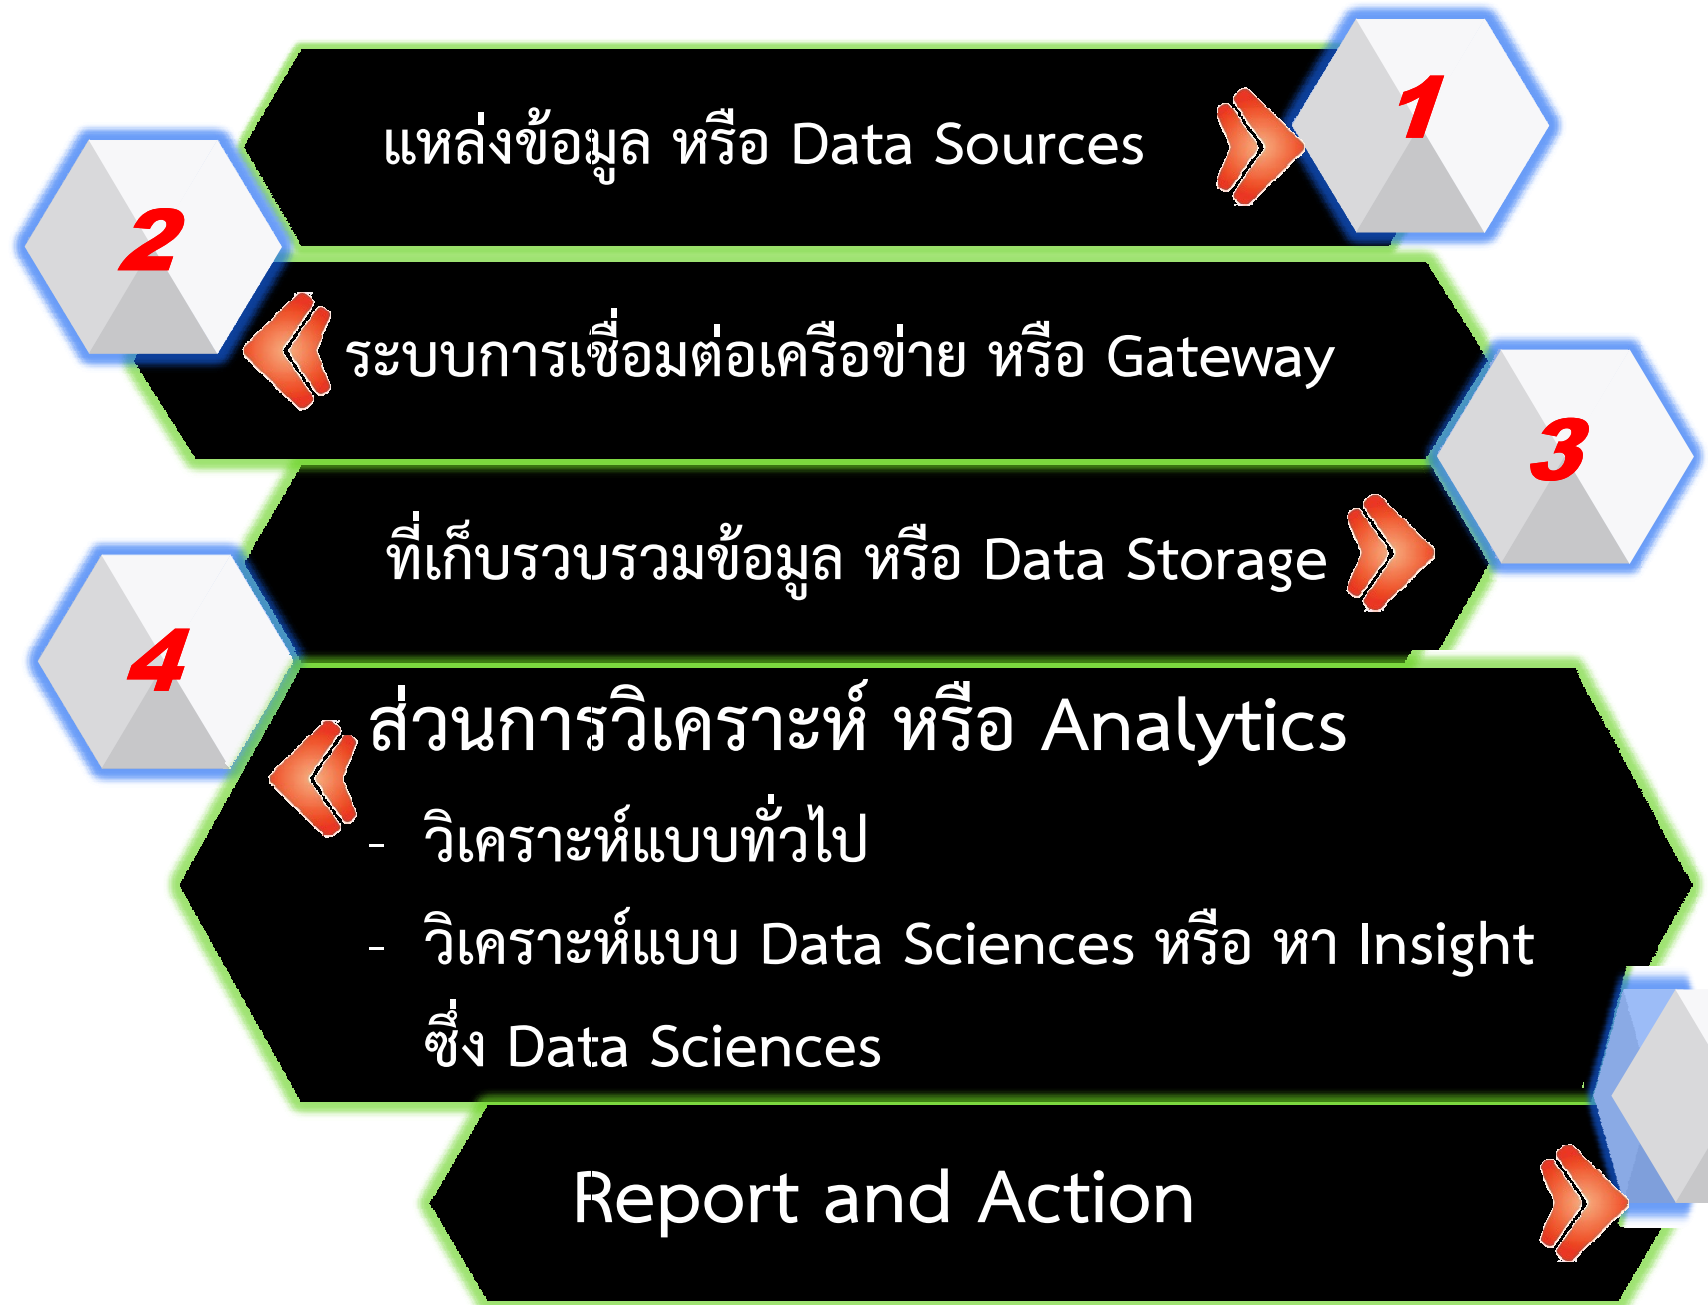 1
แหล่งข้อมูล หรือ Data Sources
2
ระบบการเชื่อมต่อเครือข่าย หรือ Gateway
3
ที่เก็บรวบรวมข้อมูล หรือ Data Storage
4
ส่วนการวิเคราะห์ หรือ Analytics
- วิเคราะห์แบบทั่วไป
- วิเคราะห์แบบ Data Sciences หรือ หา Insight
ซึ่ง Data Sciences
Report and Action